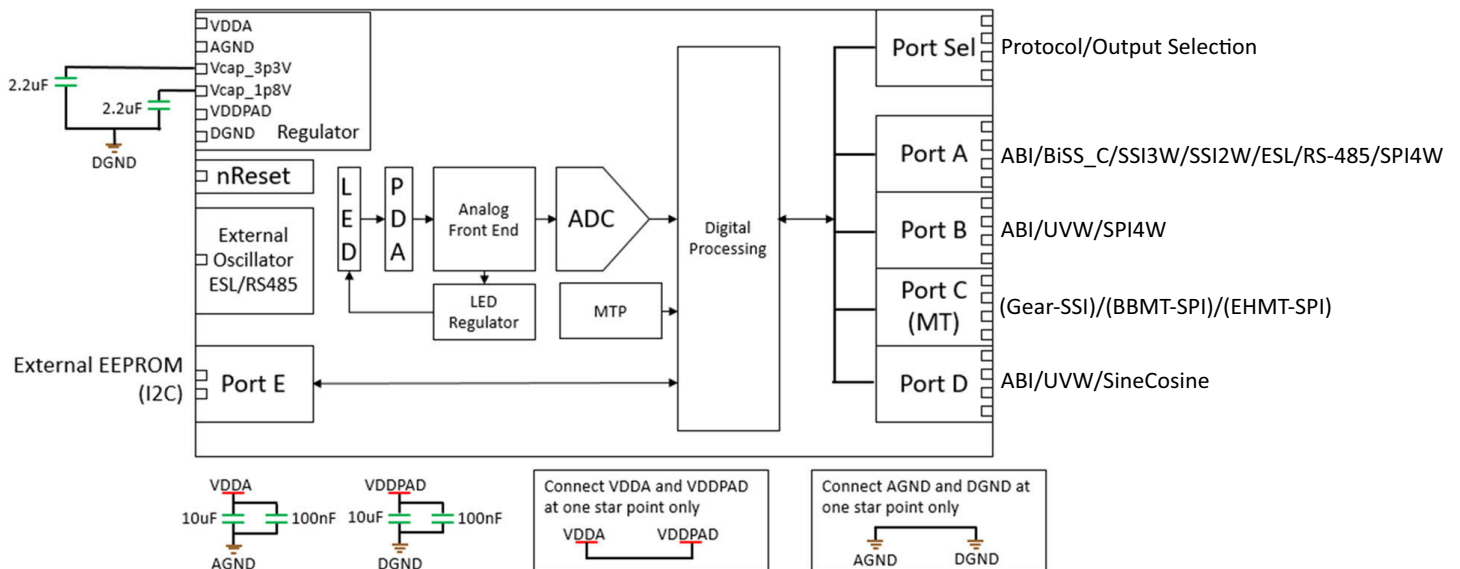 VDDA
AGND
Vcap_3p3V
Vcap_1p8V
VDDPAD
DGND
Regulator
2.2uF
2.2uF
DGND
nReset
External
Oscillator
ESL/RS485
External EEPROM
(I2C)
Port E
L
E
D
P
D
A
Analog
Front End
ADC
LED
Regulator
MTP
Digital
Processing
Port Sel
Protocol/Output Selection
Port A
ABI/BiSS_C/SSI3W/SSI2W/ESL/RS-485/SPI4W
Port B
ABI/UVW/SPI4W
Port C
(MT)
(Gear-SSI)/(BBMT-SPI)/(EHMT-SPI)
Port D
ABI/UVW/SineCosine
VDDA
10uF
100nF
AGND
VDDPAD
10uF
100nF
DGND
Connect VDDA and VDDPAD
at one star point only
VDDA
VDDPAD
Connect AGND and DGND at
one star point only
AGND
DGND